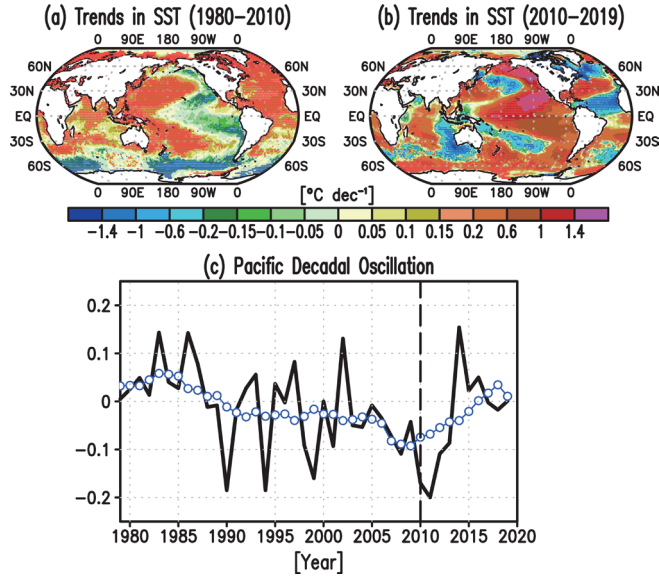 (a) Trends in SST (1980–2010)
(b) Trends in SST (2010–2019)
0 90E 180 90W 0
0 90E 180 90W 0
60N
60N
60N
30N
30N
30N
EQ
EQ
EQ
30S
30S
30S
60S
60S
60S
0 90E 180 90W 0
0 90E 180 90W 0
[°C dec⁻¹]
−1.4 −1 −0.6 −0.2 −0.15 −0.1 −0.05 0 0.05 0.1 0.15 0.2 0.6 1 1.4
(c) Pacific Decadal Oscillation
0.2
0.1
0
−0.1
−0.2
1980 1985 1990 1995 2000 2005 2010 2015 2020
[Year]